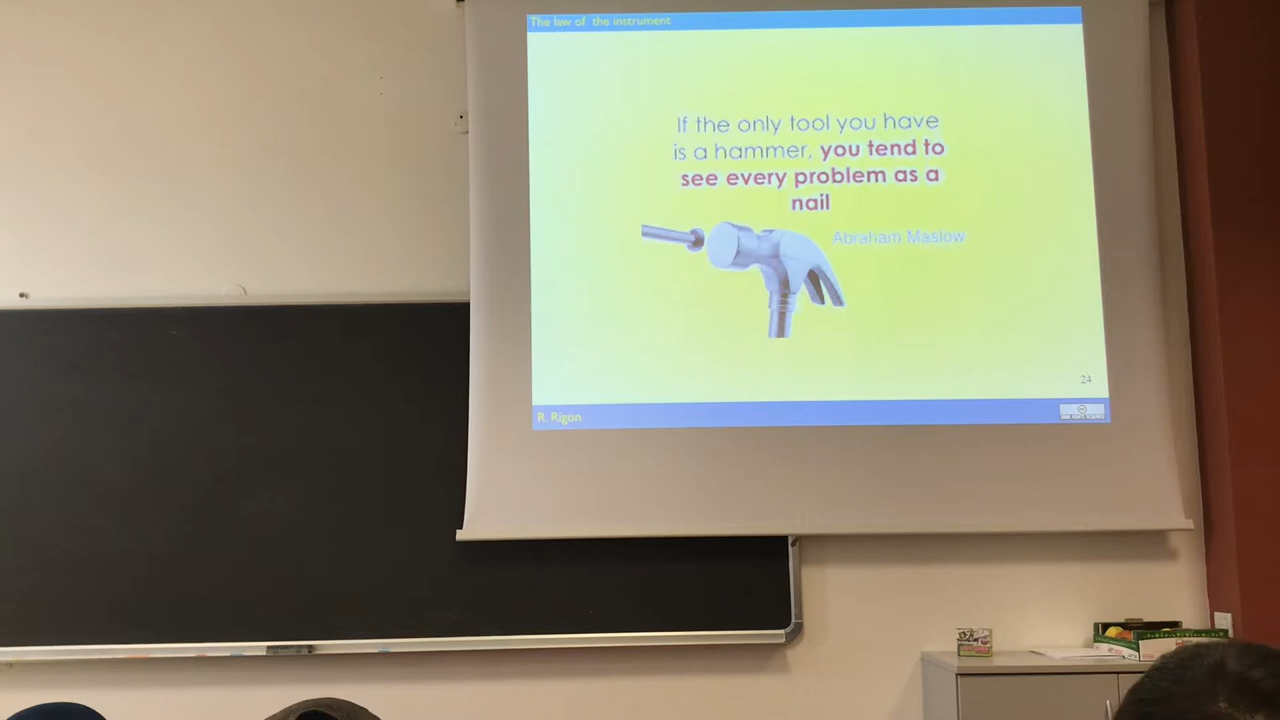 The law of the instrument
If the only tool you have
is a hammer, you tend to
see every problem as a
nail
Abraham Maslow
24
R. Rigon